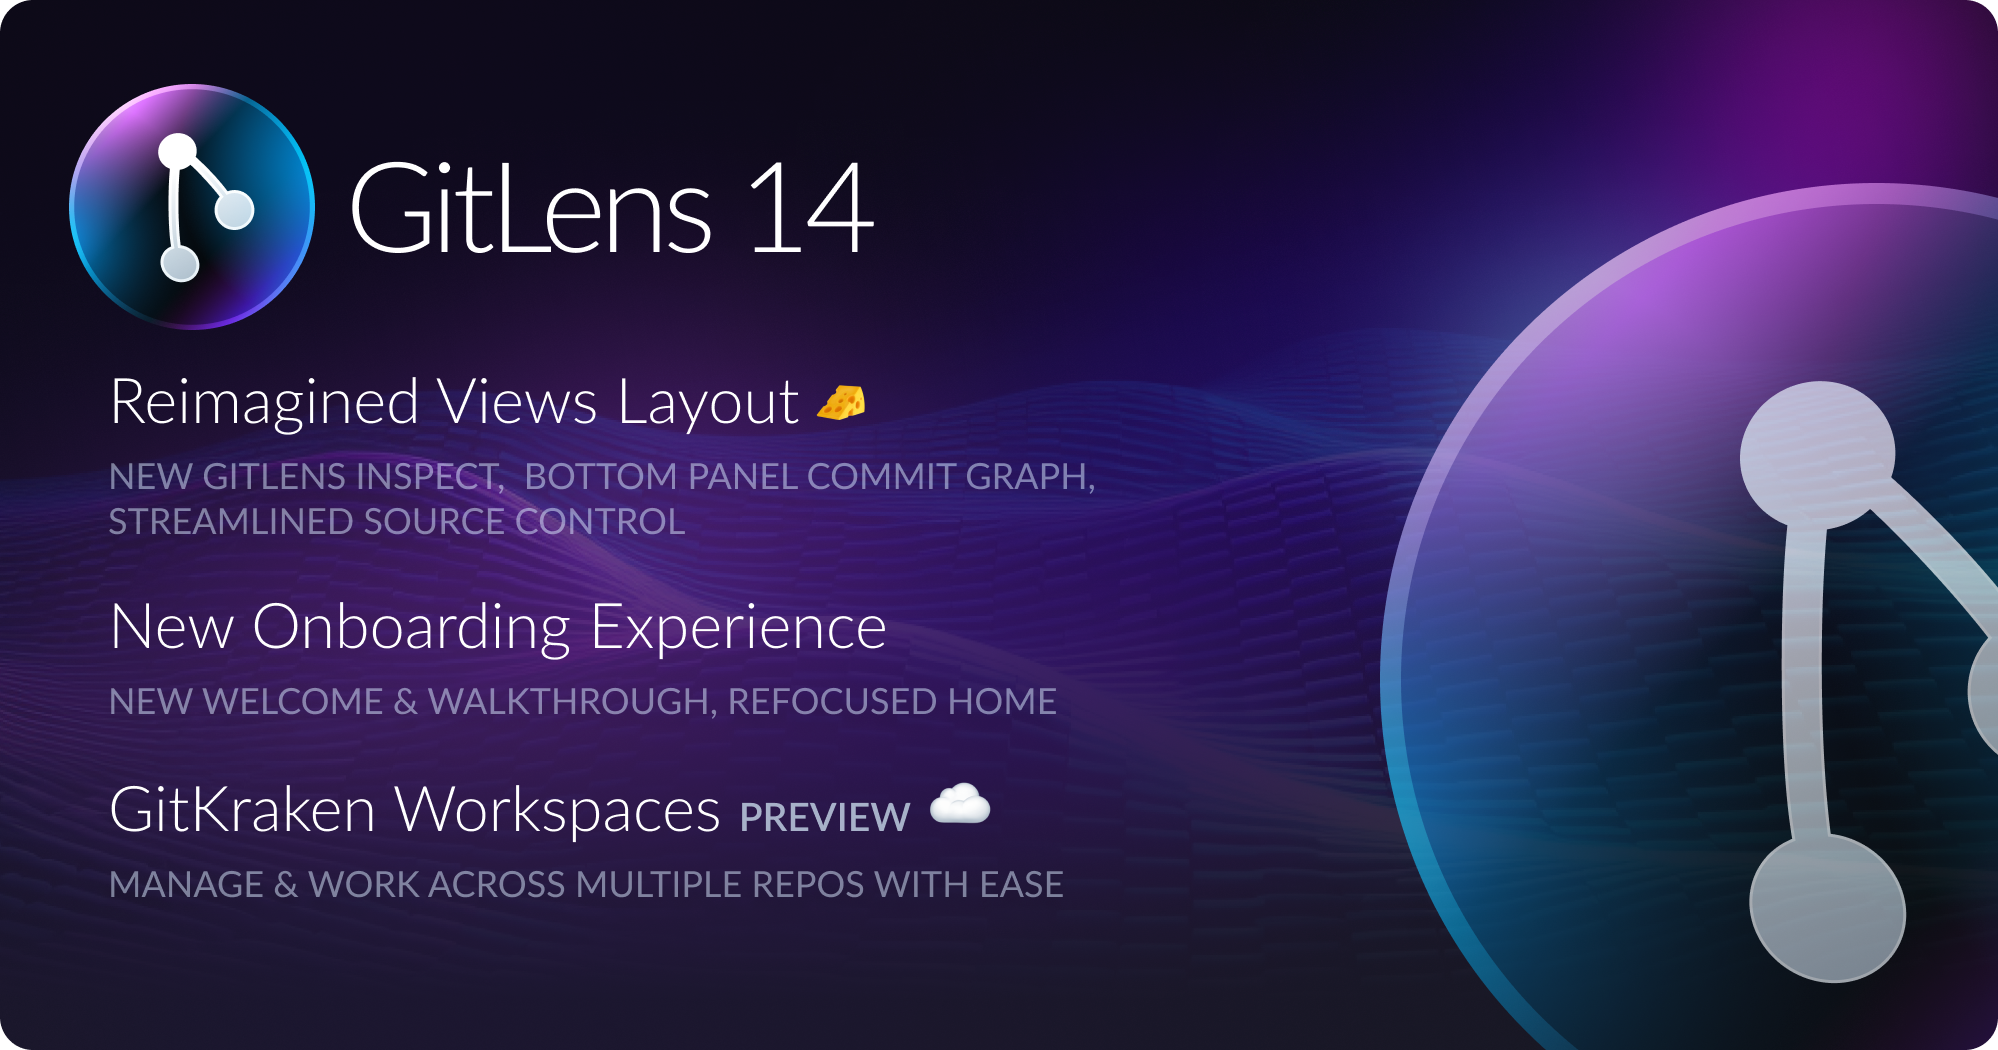 GitLens 14
Reimagined Views Layout 🧀
NEW GITLENS INSPECT, BOTTOM PANEL COMMIT GRAPH,
STREAMLINED SOURCE CONTROL
New Onboarding Experience
NEW WELCOME & WALKTHROUGH, REFOCUSED HOME
GitKraken Workspaces PREVIEW ☁️
MANAGE & WORK ACROSS MULTIPLE REPOS WITH EASE